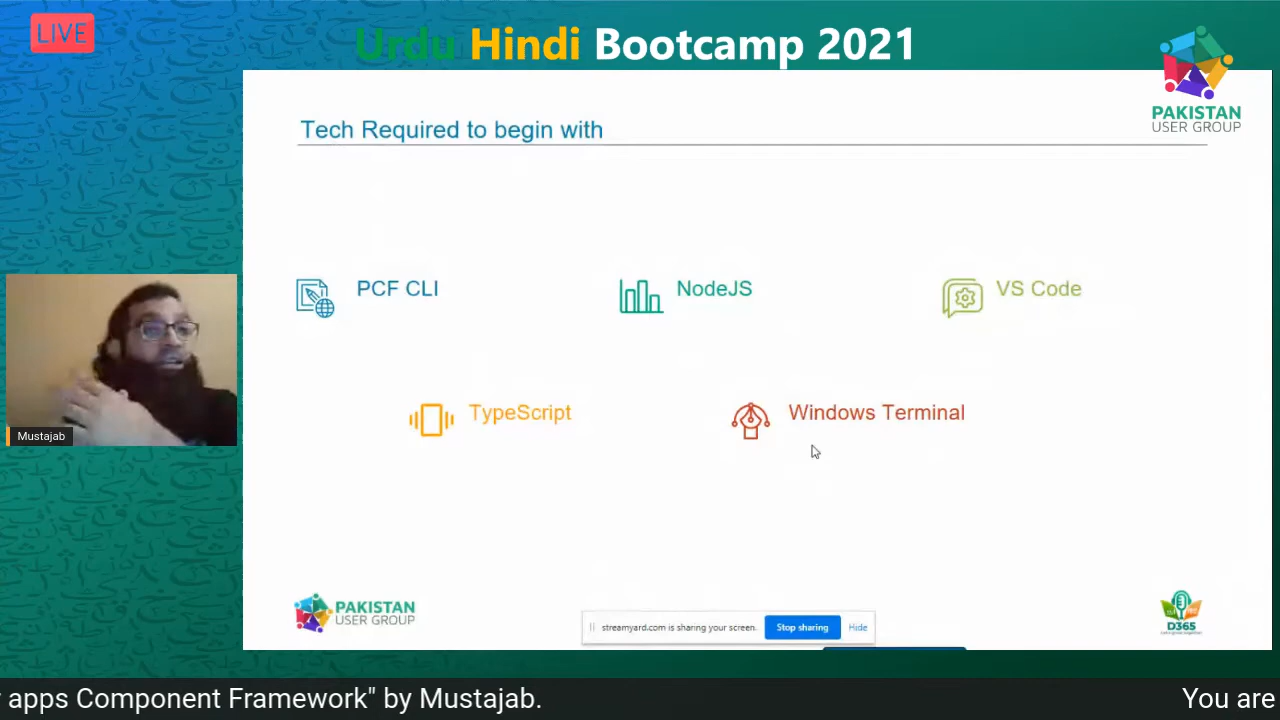 LIVE
Urdu Hindi Bootcamp 2021
PAKISTAN
USER GROUP
Tech Required to begin with
PCF CLI
NodeJS
VS Code
TypeScript
Windows Terminal
Mustajab
PAKISTAN
USER GROUP
streamyard.com is sharing your screen.
Stop sharing
Hide
D365
apps Component Framework" by Mustajab.
You are